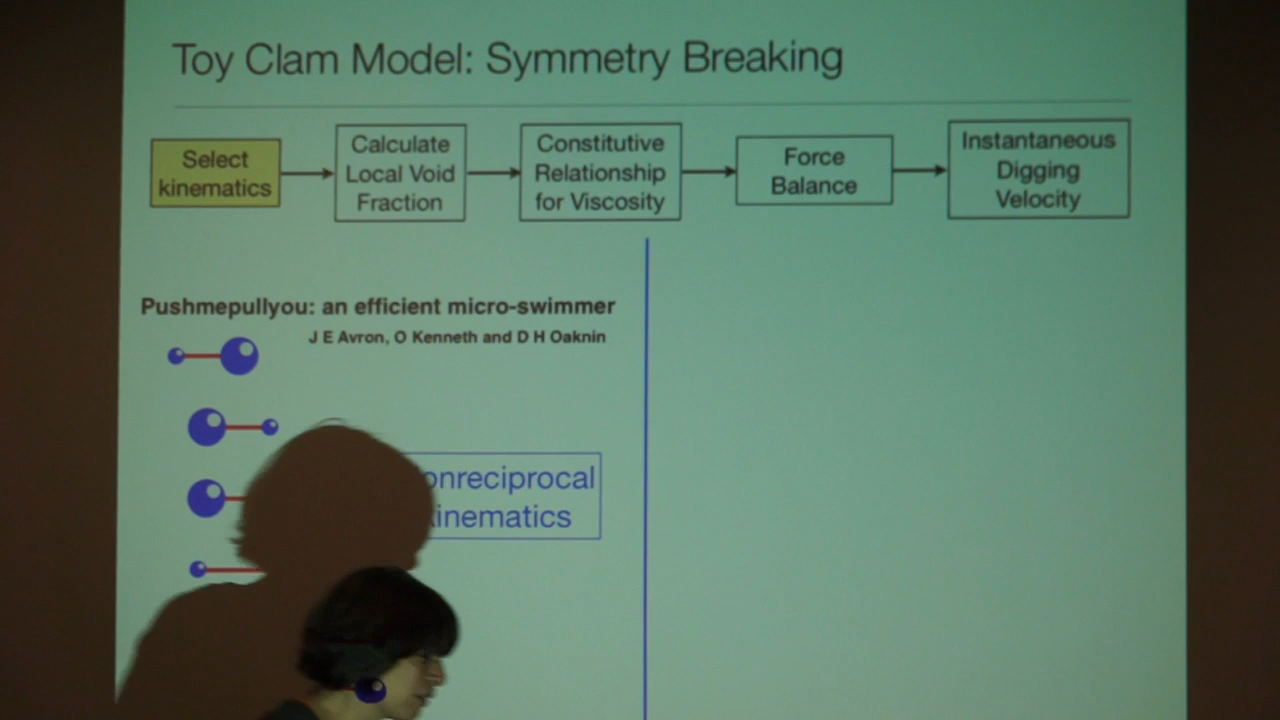 Toy Clam Model: Symmetry Breaking
Select
kinematics
Calculate
Local Void
Fraction
Constitutive
Relationship
for Viscosity
Force
Balance
Instantaneous
Digging
Velocity
Pushmepullyou: an efficient micro-swimmer
J E Avron, O Kenneth and D H Oaknin
onreciprocal
inematics